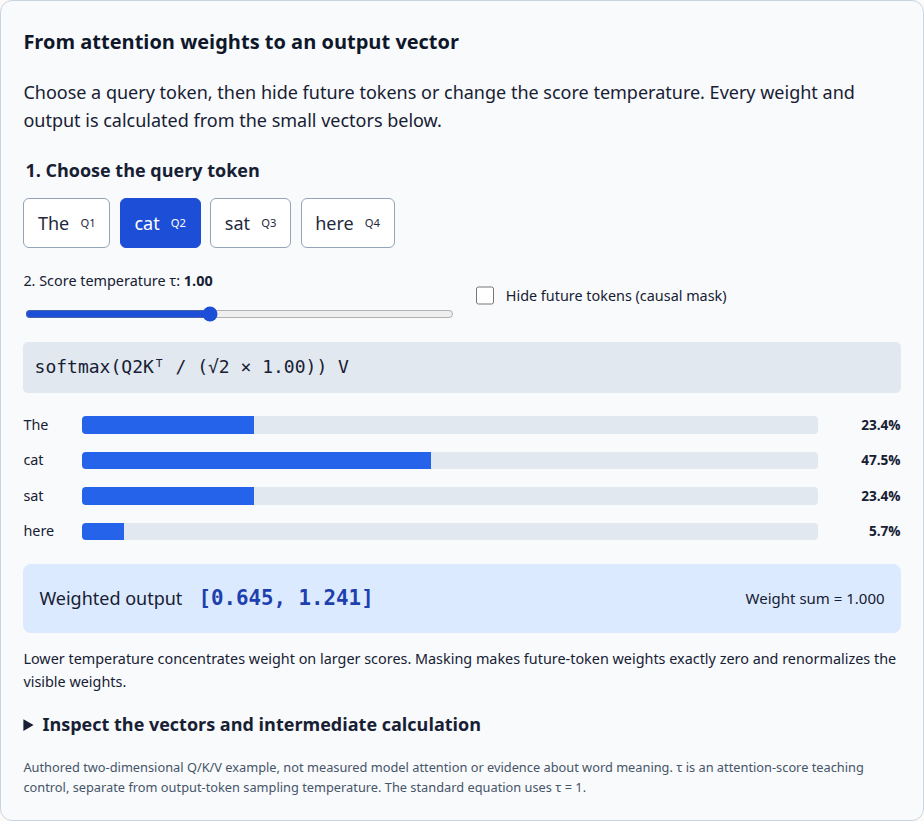 From attention weights to an output vector
Choose a query token, then hide future tokens or change the score temperature. Every weight and
output is calculated from the small vectors below.
1. Choose the query token
The Q1 cat Q2 sat Q3 here Q4
2. Score temperature τ: 1.00
Hide future tokens (causal mask)
softmax(Q2Kᵀ / (√2 × 1.00)) V
The 23.4%
cat 47.5%
sat 23.4%
here 5.7%
Weighted output [0.645, 1.241] Weight sum = 1.000
Lower temperature concentrates weight on larger scores. Masking makes future-token weights exactly zero and renormalizes the
visible weights.
Inspect the vectors and intermediate calculation
Authored two-dimensional Q/K/V example, not measured model attention or evidence about word meaning. τ is an attention-score teaching
control, separate from output-token sampling temperature. The standard equation uses τ = 1.